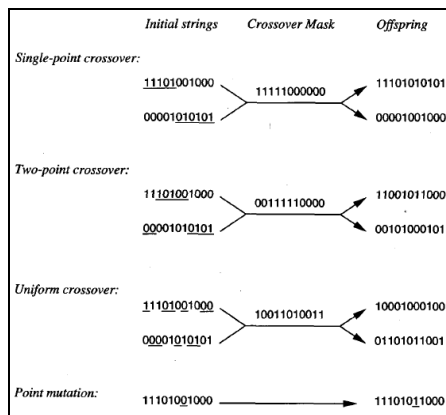 Initial strings Crossover Mask Offspring
Single-point crossover:
11101001000 11111000000 11101010101
00001010101 00001001000
Two-point crossover:
11101001000 00111110000 11001011000
00001010101 00101000101
Uniform crossover:
11101001000 10011010011 10001000100
00001010101 01101011001
Point mutation:
11101001000 11101011000